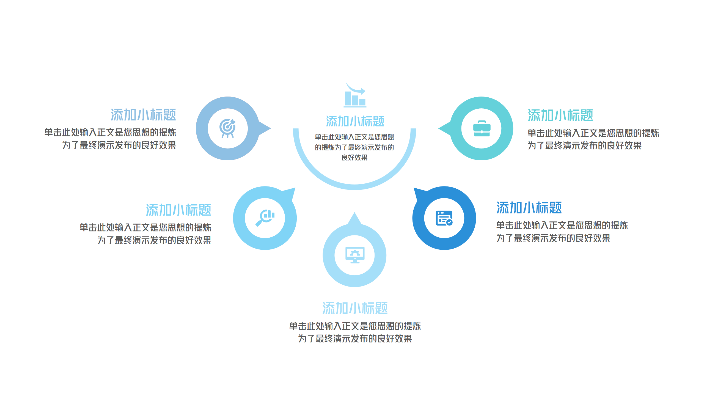 添加小标题
单击此处输入正文是您思想的提炼
为了最终演示发布的良好效果
添加小标题
单击此处输入正文是您思想
的提炼为了最终演示发布的
良好效果
添加小标题
单击此处输入正文是您思想的提炼
为了最终演示发布的良好效果
添加小标题
单击此处输入正文是您思想的提炼
为了最终演示发布的良好效果
添加小标题
单击此处输入正文是您思想的提炼
为了最终演示发布的良好效果
添加小标题
单击此处输入正文是您思想的提炼
为了最终演示发布的良好效果